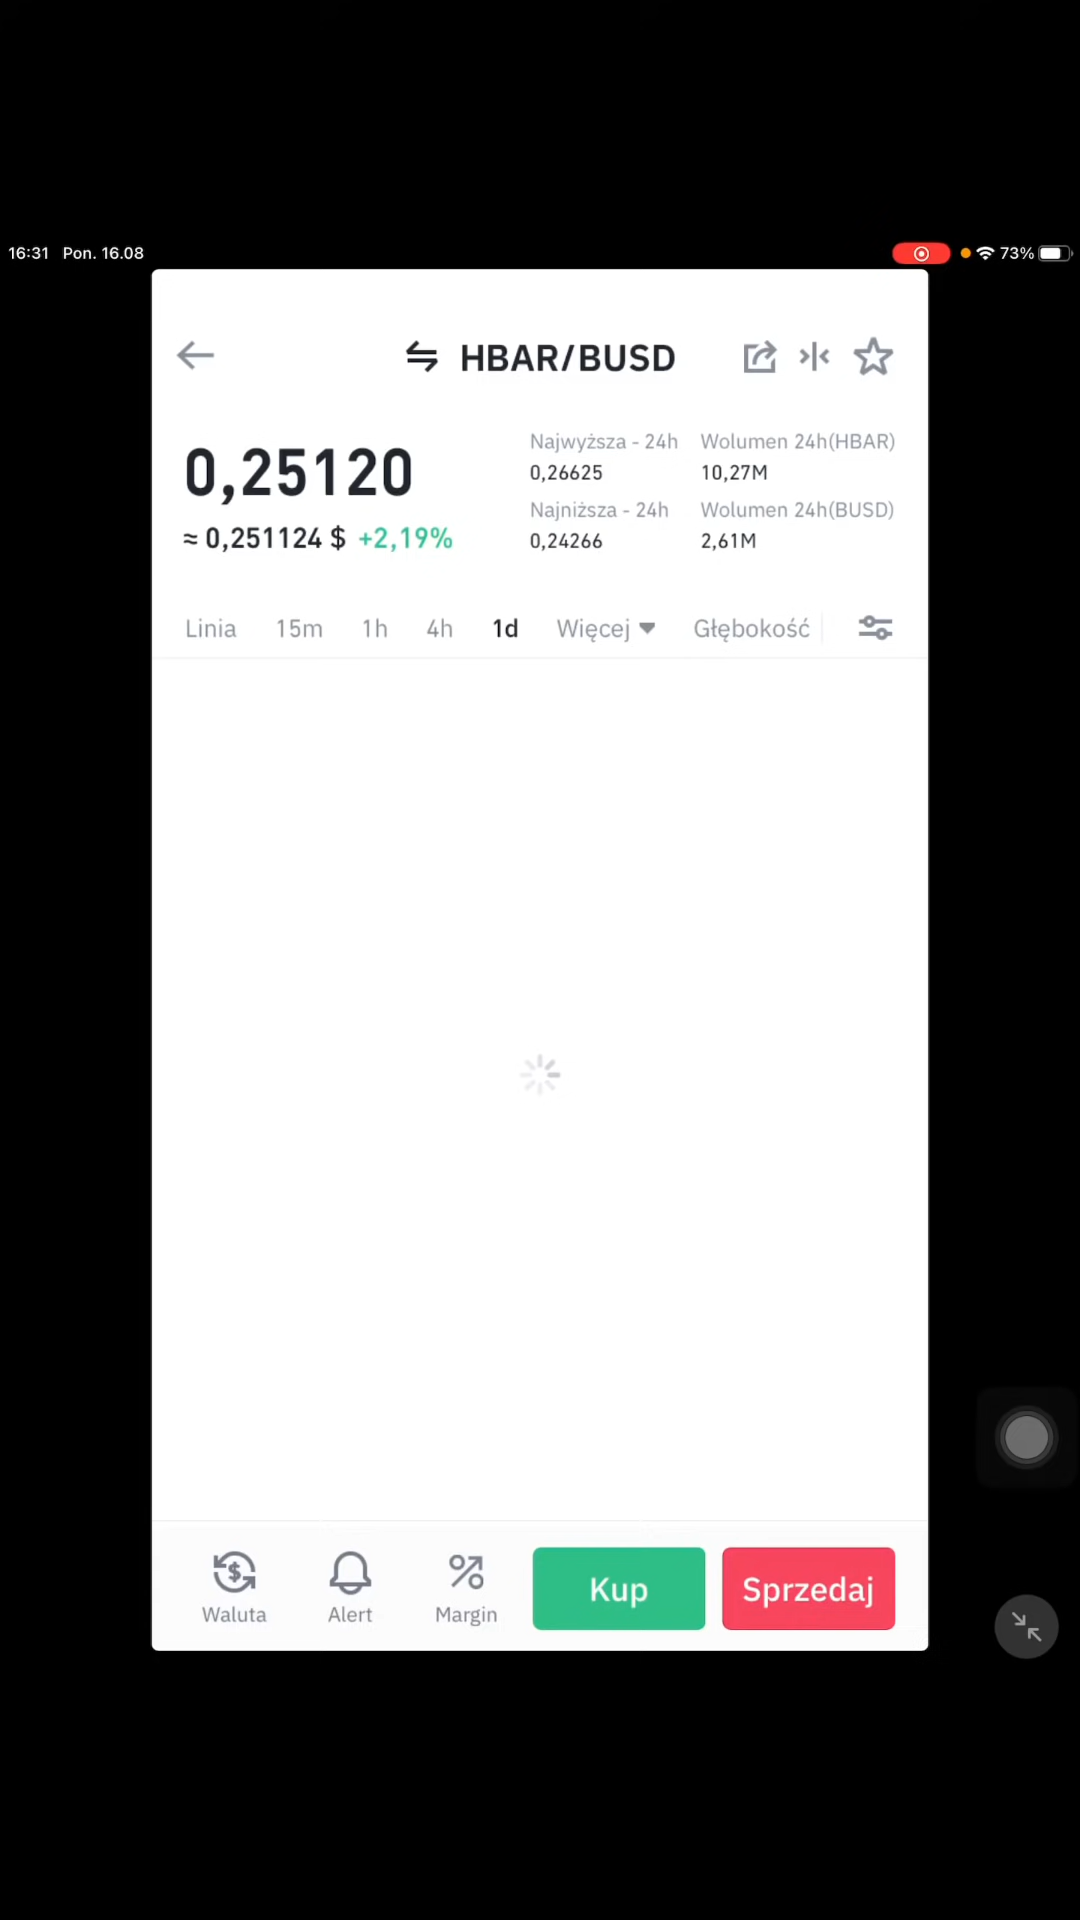 16:31 Pon. 16.08 73%
HBAR/BUSD
0,25120
≈ 0,251124 $ +2,19%
Najwyższa - 24h
0,26625
Najniższa - 24h
0,24266
Wolumen 24h(HBAR)
10,27M
Wolumen 24h(BUSD)
2,61M
Linia 15m 1h 4h 1d Więcej Głębokość
Waluta Alert Margin Kup Sprzedaj